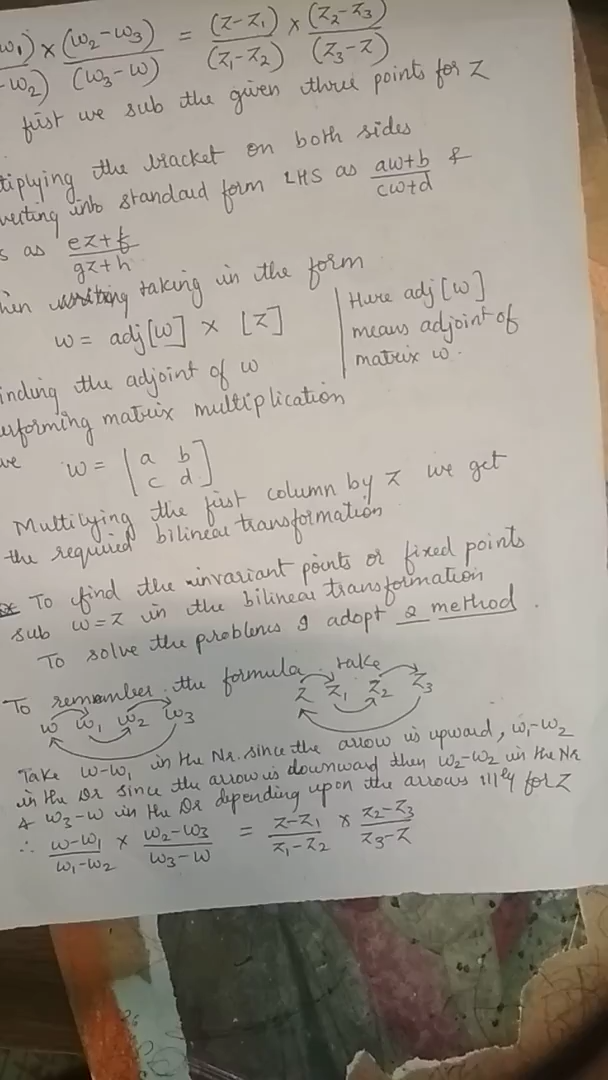 ω₁) × (ω₂-ω₃) / -ω₂) (ω₃-ω) = (z-z₁) / (z₁-z₂) × (z₂-z₃) / (z₃-z)
first we sub the given three points for z
tiplying the bracket on both sides
verting into standard form LHS as aω+b / cω+d &
s as ez+f / gz+h
hen taking in the form
ω = adj[ω] × [z]
Here adj[ω]
means adjoint of
matrix ω.
inding the adjoint of ω
erforming matrix multiplication
ve ω = [a b
c d]
Multilying the first column by z we get
the required bilinear transformation
To find the invariant points or fixed points
sub ω=z in the bilinear transformation
To solve the problems I adopt 2 method.
To remember the formula take
ω ω₁ ω₂ ω₃ z z₁ z₂ z₃
Take ω-ω₁ in the Nr. since the arrow is upward, ω₁-ω₂
in the Dr since the arrow is downward then ω₂-ω₂ in the Nr
& ω₃-ω in the Dr depending upon the arrows |||ly for z
∴ ω-ω₁ / ω₁-ω₂ × ω₂-ω₃ / ω₃-ω = z-z₁ / z₁-z₂ × z₂-z₃ / z₃-z